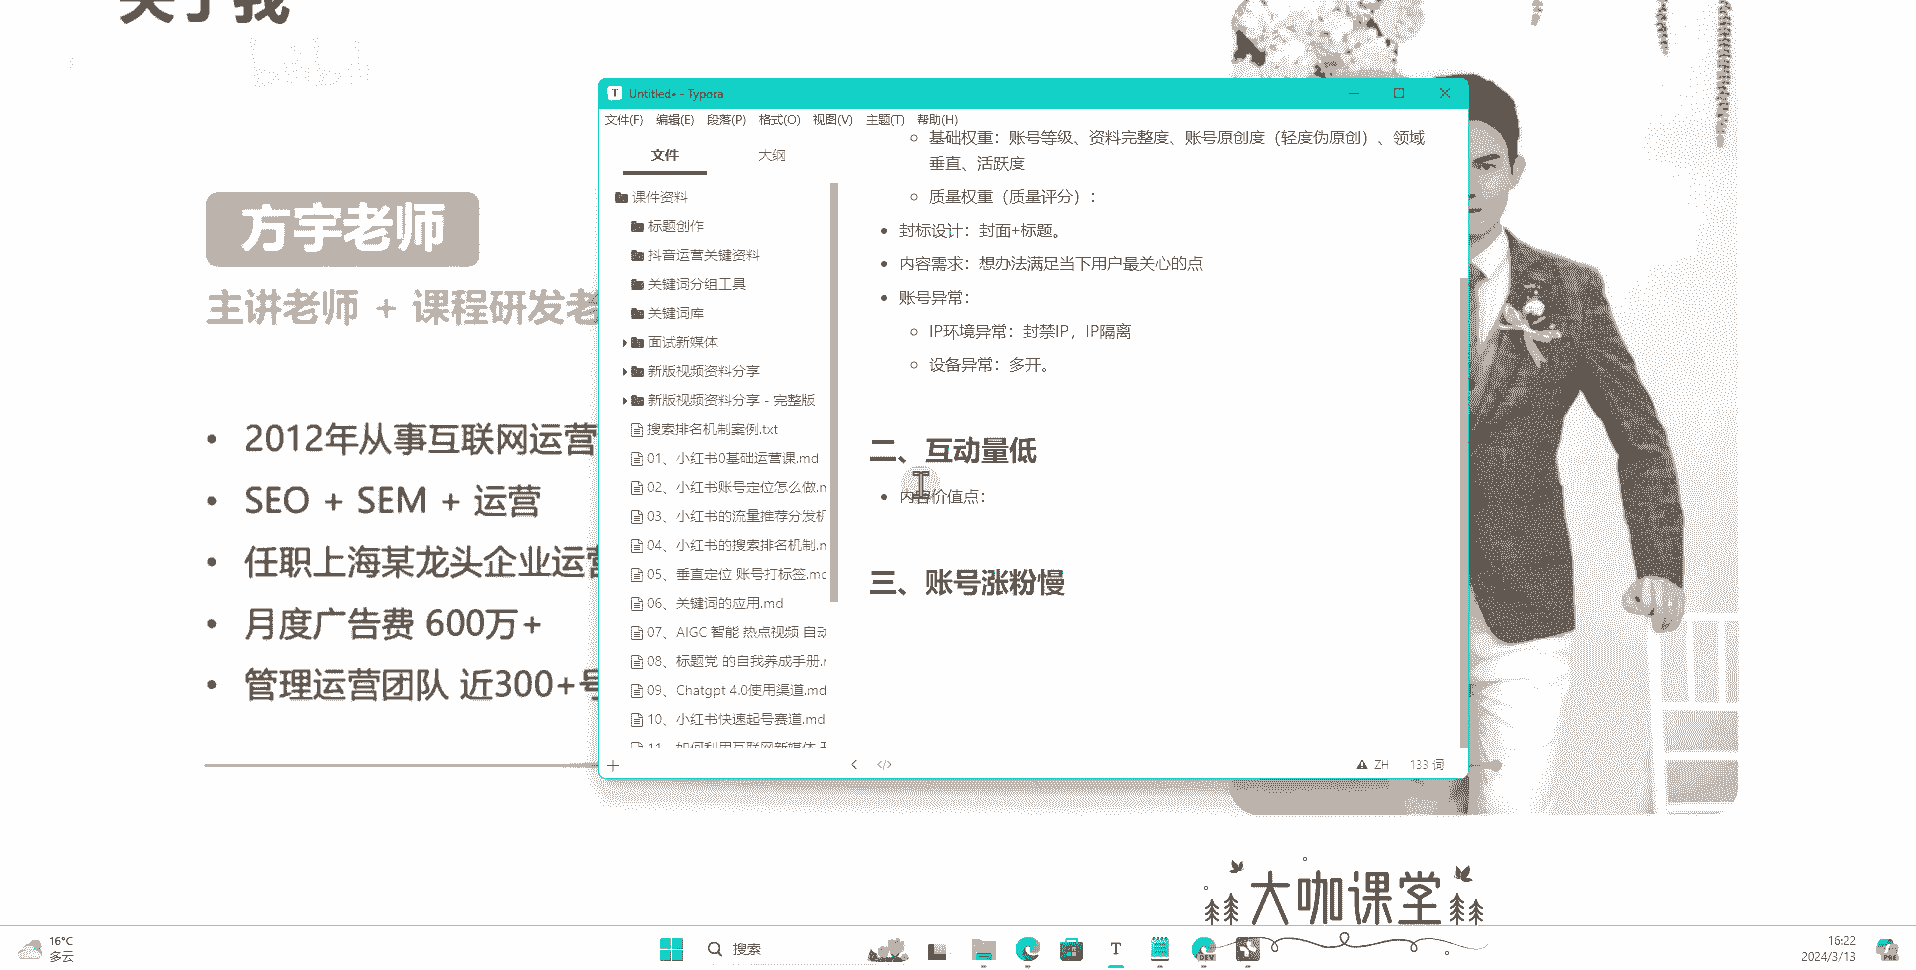 关于我
方宇老师
主讲老师 + 课程研发老
• 2012年从事互联网运营
• SEO + SEM + 运营
• 任职上海某龙头企业运营
• 月度广告费 600万+
• 管理运营团队 近300+号
T Untitled• - Typora
文件(F) 编辑(E) 段落(P) 格式(O) 视图(V) 主题(T) 帮助(H)
文件 大纲
课件资料
标题创作
抖音运营关键资料
关键词分组工具
关键词库
面试新媒体
新版视频资料分享
新版视频资料分享 - 完整版
搜索排名机制案例.txt
01、小红书0基础运营课.md
02、小红书账号定位怎么做.m
03、小红书的流量推荐分发机
04、小红书的搜索排名机制.m
05、垂直定位 账号打标签.md
06、关键词的应用.md
07、AIGC 智能 热点视频 自动
08、标题党 的自我养成手册.m
09、Chatgpt 4.0使用渠道.md
10、小红书快速起号赛道.md
11、如何利用互联网新媒体
基础权重：账号等级、资料完整度、账号原创度（轻度伪原创）、领域
垂直、活跃度
质量权重（质量评分）：
• 封标设计：封面+标题。
• 内容需求：想办法满足当下用户最关心的点
• 账号异常：
IP环境异常：封禁IP，IP隔离
设备异常：多开。
二、互动量低
• 内容价值点：
三、账号涨粉慢
ZH 133 词
大咖课堂
16°C
多云
搜索
T
DEV
16:22
2024/3/13
PRE